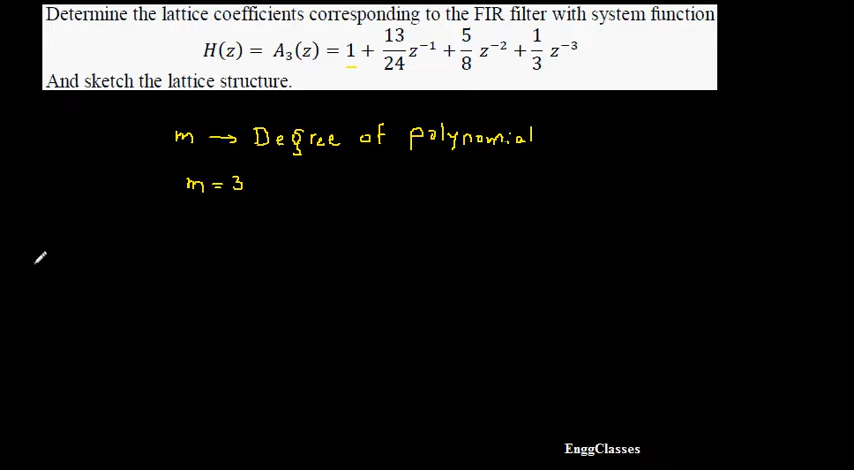 Determine the lattice coefficients corresponding to the FIR filter with system function
H(z) = A₃(z) = 1 + 13/24 z⁻¹ + 5/8 z⁻² + 1/3 z⁻³
And sketch the lattice structure.
m → Degree of polynomial
m = 3
EnggClasses